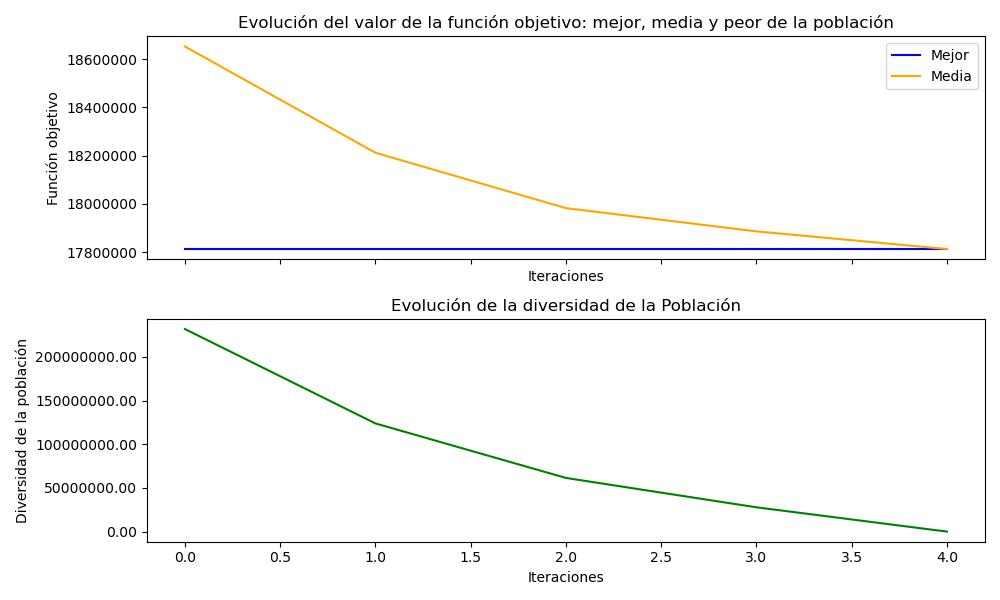 Evolución del valor de la función objetivo: mejor, media y peor de la población
Función objetivo
18600000
18400000
18200000
18000000
17800000
Mejor
Media
Iteraciones
Evolución de la diversidad de la Población
Diversidad de la población
200000000.00
150000000.00
100000000.00
50000000.00
0.00
0.0 0.5 1.0 1.5 2.0 2.5 3.0 3.5 4.0
Iteraciones